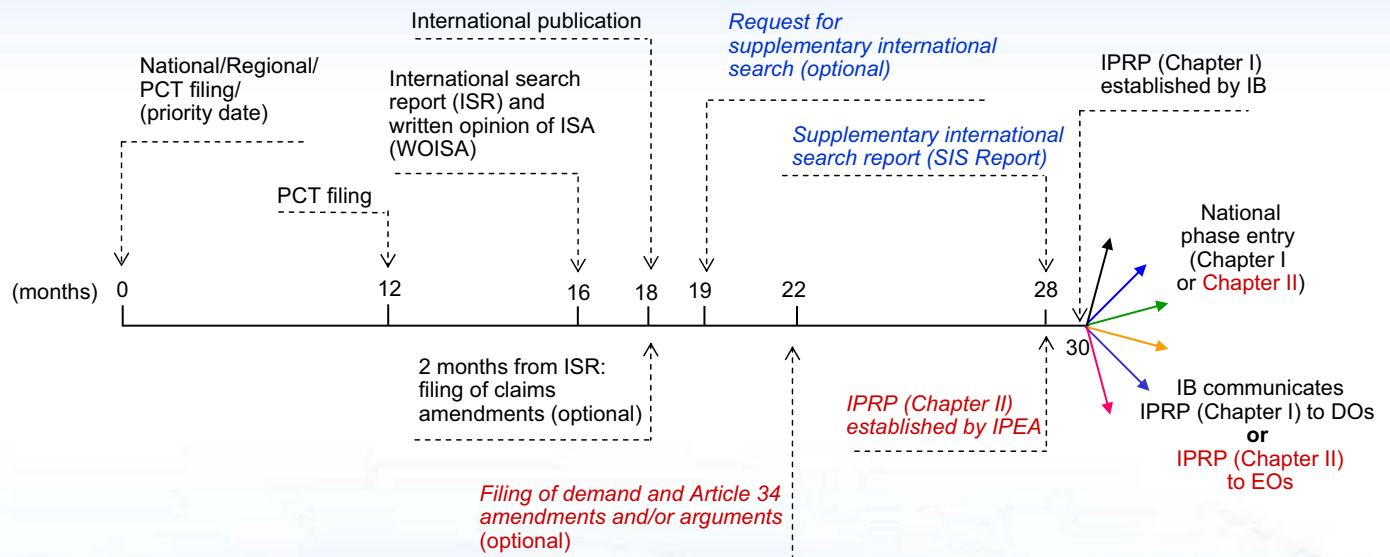 International publication
Request for
supplementary international
search (optional)
National/Regional/
PCT filing/
(priority date)
International search
report (ISR) and
written opinion of ISA
(WOISA)
IPRP (Chapter I)
established by IB
Supplementary international
search report (SIS Report)
PCT filing
National
phase entry
(Chapter I
or Chapter II)
(months) 0 12 16 18 19 22 28
30
2 months from ISR:
filing of claims
amendments (optional)
IPRP (Chapter II)
established by IPEA
IB communicates
IPRP (Chapter I) to DOs
or
IPRP (Chapter II)
to EOs
Filing of demand and Article 34
amendments and/or arguments
(optional)